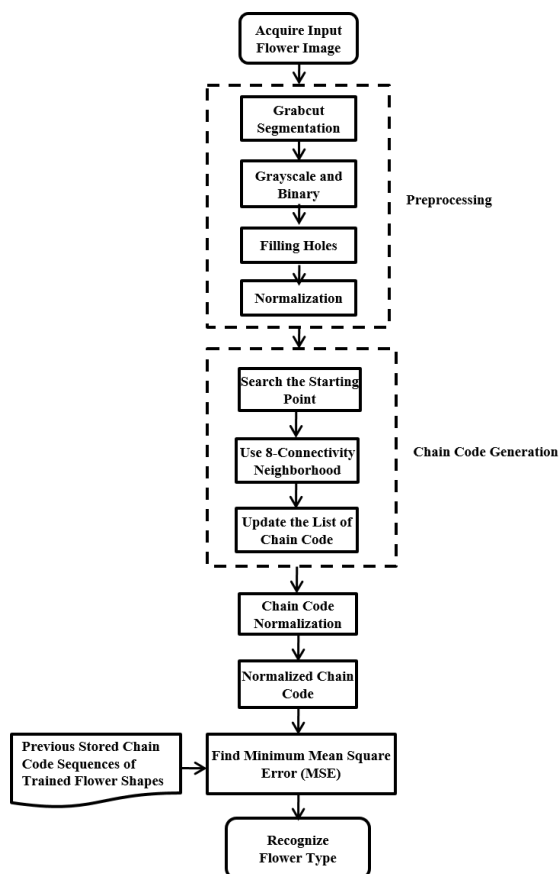 Acquire Input
Flower Image
Grabcut
Segmentation
Grayscale and
Binary
Preprocessing
Filling Holes
Normalization
Search the Starting
Point
Use 8-Connectivity
Neighborhood
Chain Code Generation
Update the List of
Chain Code
Chain Code
Normalization
Normalized Chain
Code
Previous Stored Chain
Code Sequences of
Trained Flower Shapes
Find Minimum Mean Square
Error (MSE)
Recognize
Flower Type